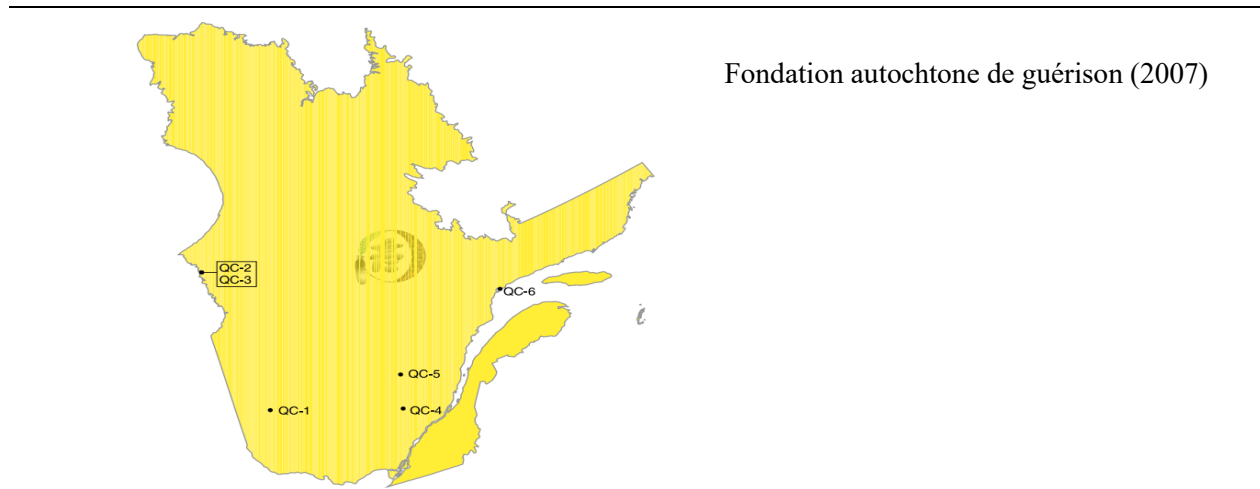 Fondation autochtone de guérison (2007)
QC-2
QC-3
QC-6
QC-5
QC-1
QC-4